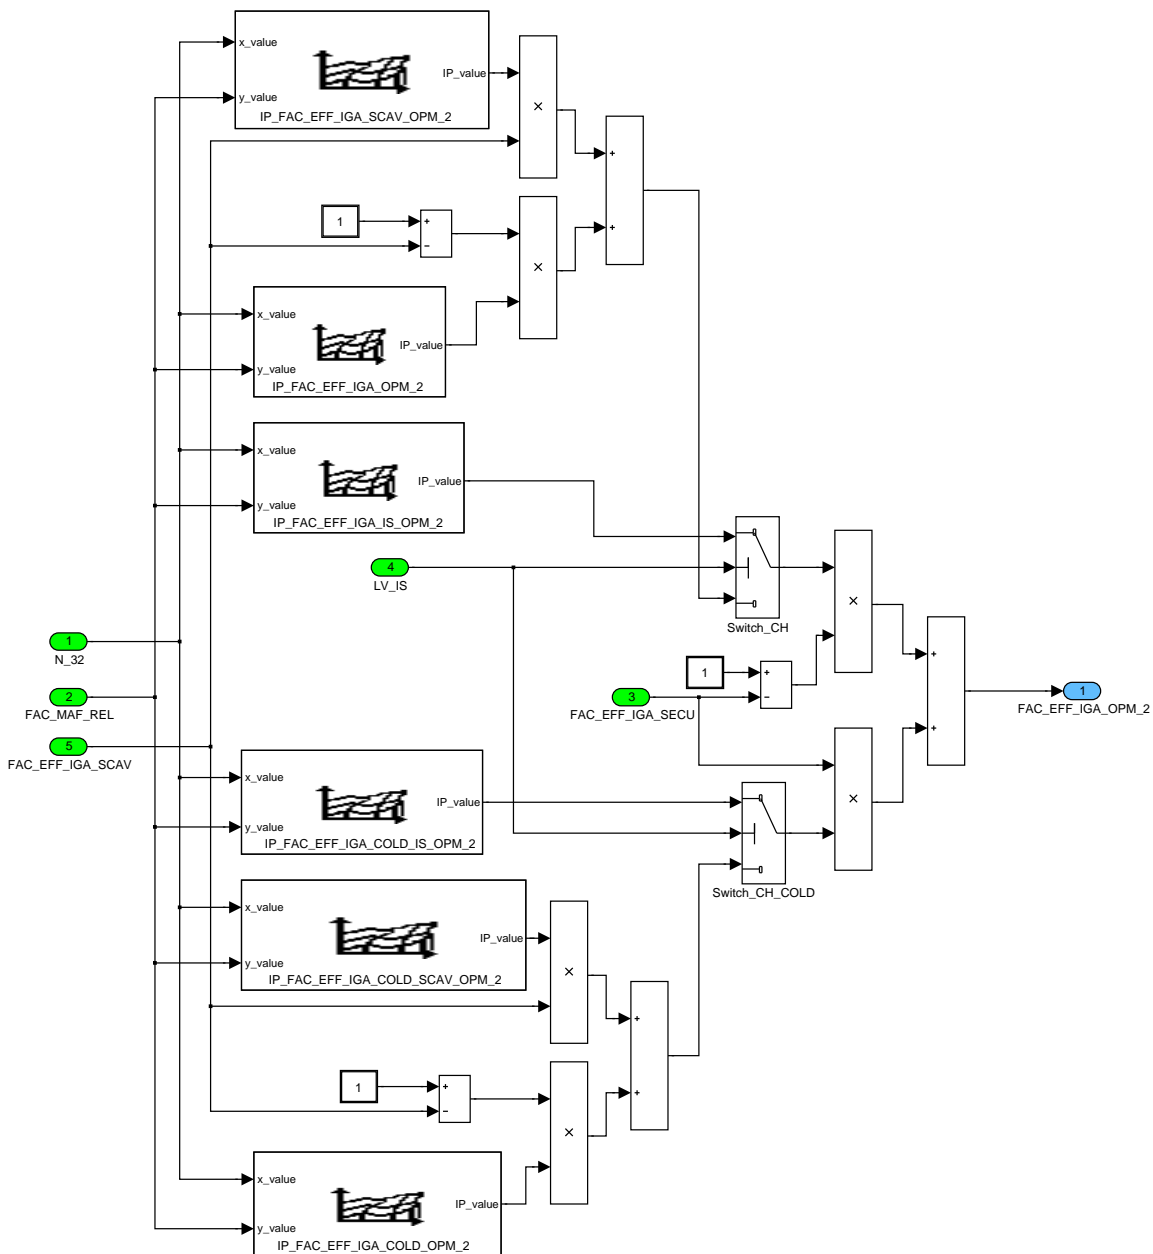 x_value
IP_value
y_value
IP_FAC_EFF_IGA_SCAV_OPM_2
×
+
+
1
+
−
×
x_value
IP_value
y_value
IP_FAC_EFF_IGA_OPM_2
x_value
IP_value
y_value
IP_FAC_EFF_IGA_IS_OPM_2
4
LV_IS
Switch_CH
×
1
N_32
1
+
−
+
+
2
FAC_MAF_REL
3
FAC_EFF_IGA_SECU
1
FAC_EFF_IGA_OPM_2
5
FAC_EFF_IGA_SCAV
x_value
IP_value
y_value
IP_FAC_EFF_IGA_COLD_IS_OPM_2
×
Switch_CH_COLD
x_value
IP_value
y_value
IP_FAC_EFF_IGA_COLD_SCAV_OPM_2
×
+
+
1
+
−
×
x_value
IP_value
y_value
IP_FAC_EFF_IGA_COLD_OPM_2